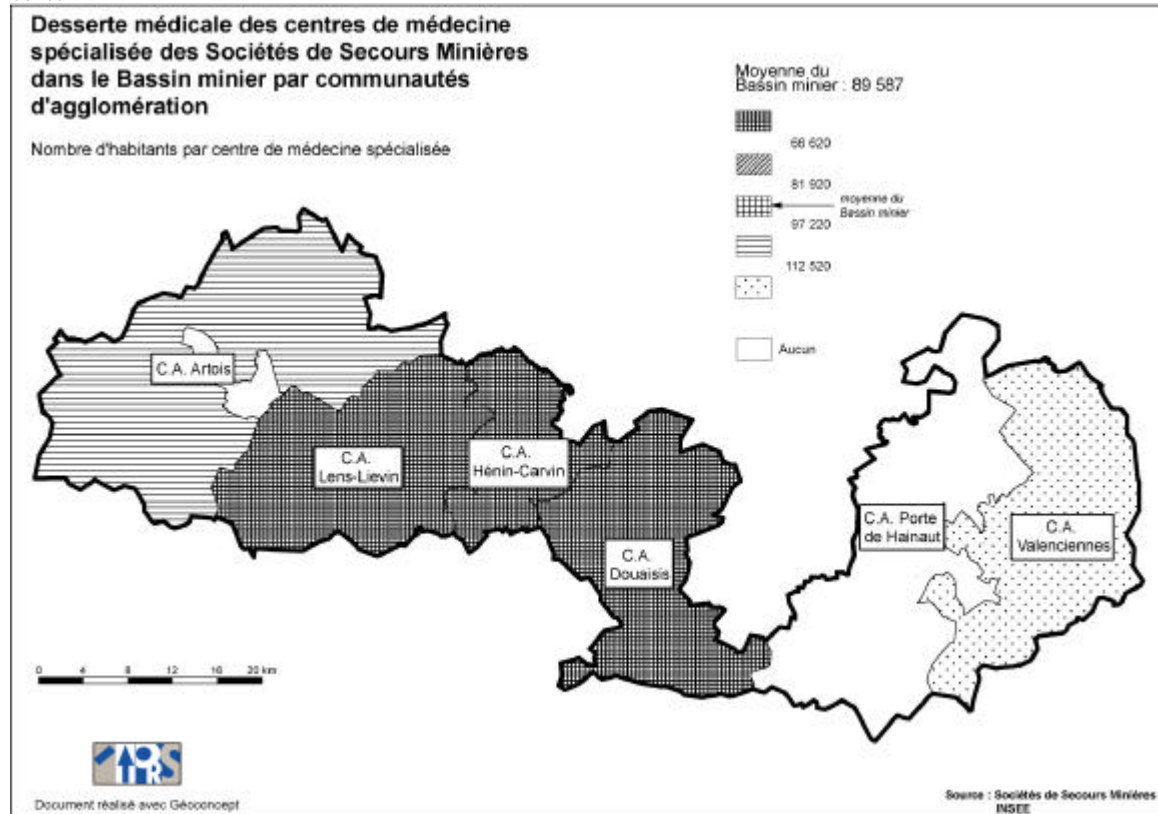 Desserte médicale des centres de médecine
spécialisée des Sociétés de Secours Minières
dans le Bassin minier par communautés
d'agglomération
Nombre d'habitants par centre de médecine spécialisée
Moyenne du
Bassin minier : 89 587
66 620
81 920
moyenne du
Bassin minier
97 220
112 520
Aucun
C.A. Artois
C.A.
Lens-Lievin
C.A.
Hénin-Carvin
C.A.
Douaisis
C.A. Porte
de Hainaut
C.A.
Valenciennes
0 4 8 12 16 20 km
Document réalisé avec Géoconcept
Source : Sociétés de Secours Minières
INSEE